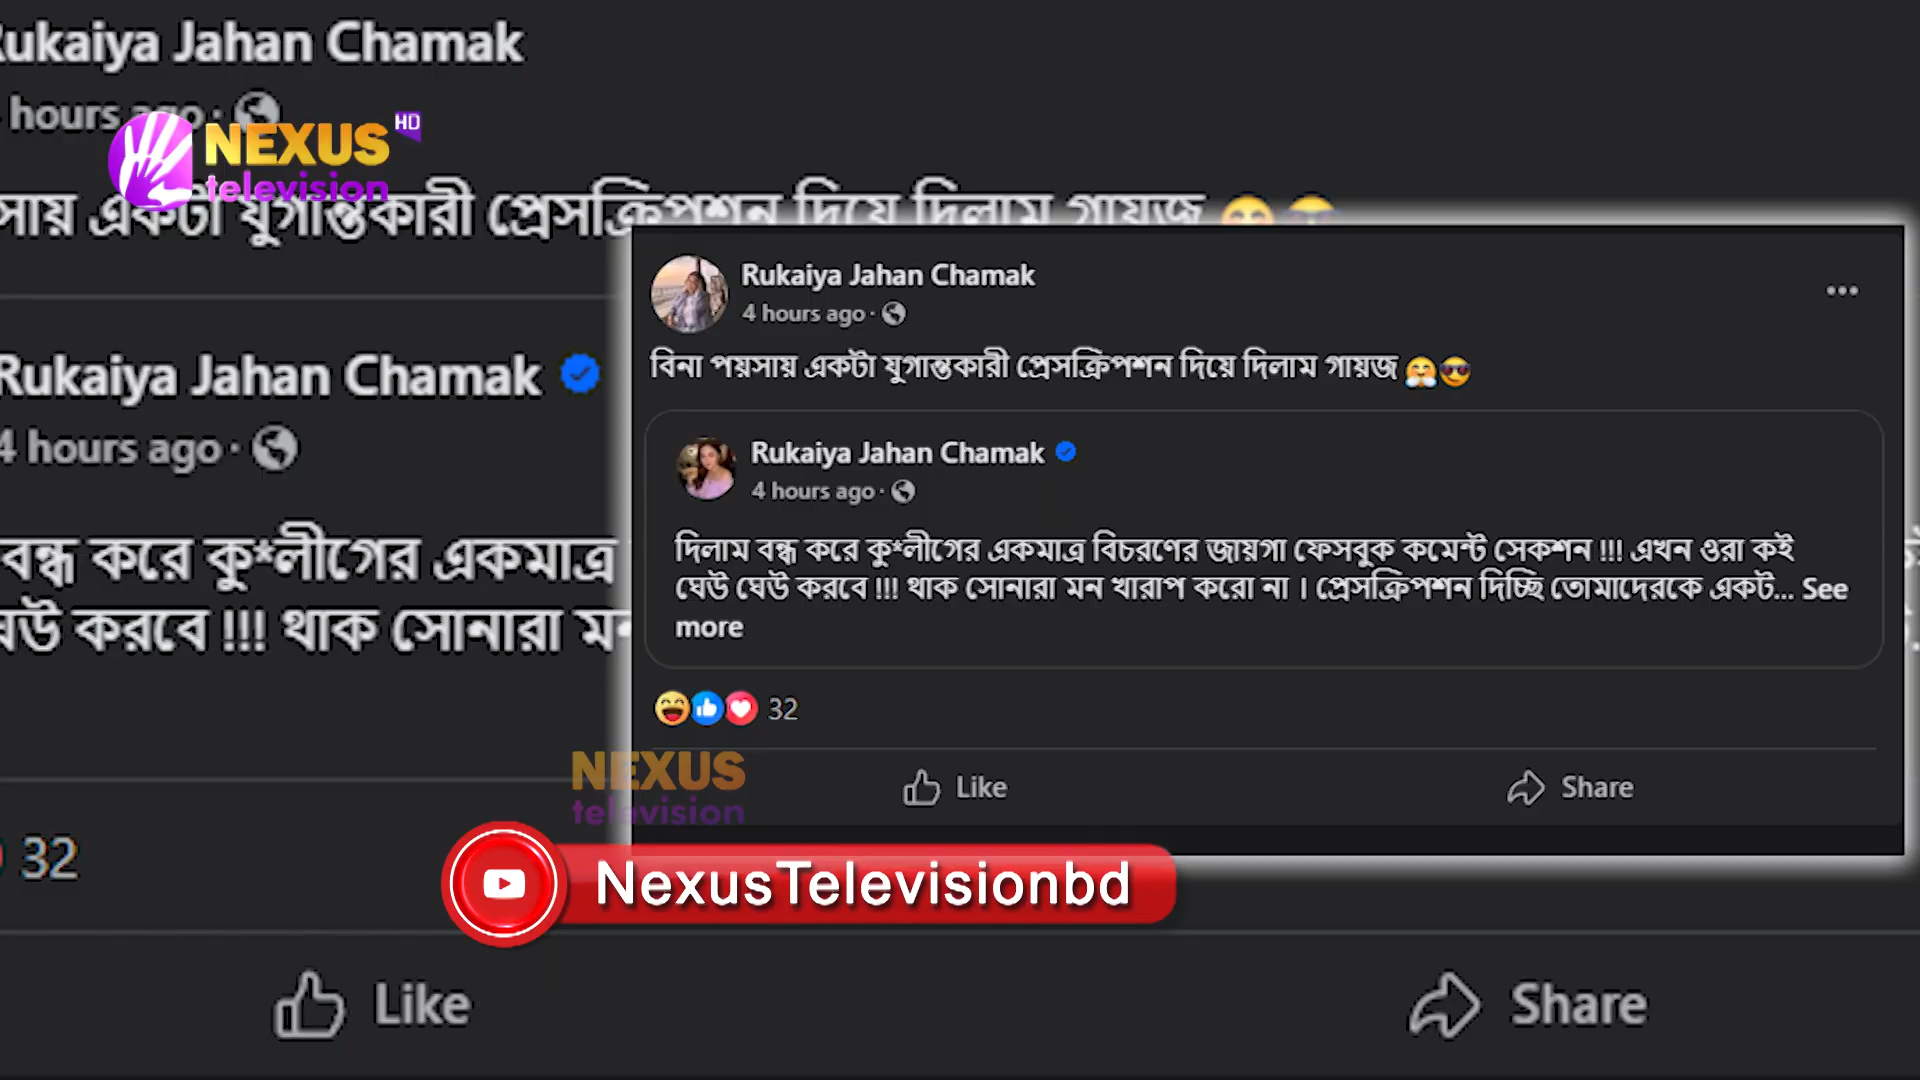 Rukaiya Jahan Chamak
hours ago
NEXUS HD
television
একটা যুগান্তকারী প্রেসক্রিপশন দিয়ে দিলাম গায়জ 🤗😎
Rukaiya Jahan Chamak
4 hours ago
বন্ধ করে কু*লীগের একমাত্র
করবে !!! থাক সোনারা
32
Like
Share
Rukaiya Jahan Chamak
4 hours ago
বিনা পয়সায় একটা যুগান্তকারী প্রেসক্রিপশন দিয়ে দিলাম গায়জ 🤗😎
Rukaiya Jahan Chamak
4 hours ago
দিলাম বন্ধ করে কু*লীগের একমাত্র বিচরণের জায়গা ফেসবুক কমেন্ট সেকশন !!! এখন ওরা কই
ঘেউ ঘেউ করবে !!! থাক সোনারা মন খারাপ করো না । প্রেসক্রিপশন দিচ্ছি তোমাদেরকে একট... See
more
32
Like
Share
NEXUS
television
NexusTelevisionbd